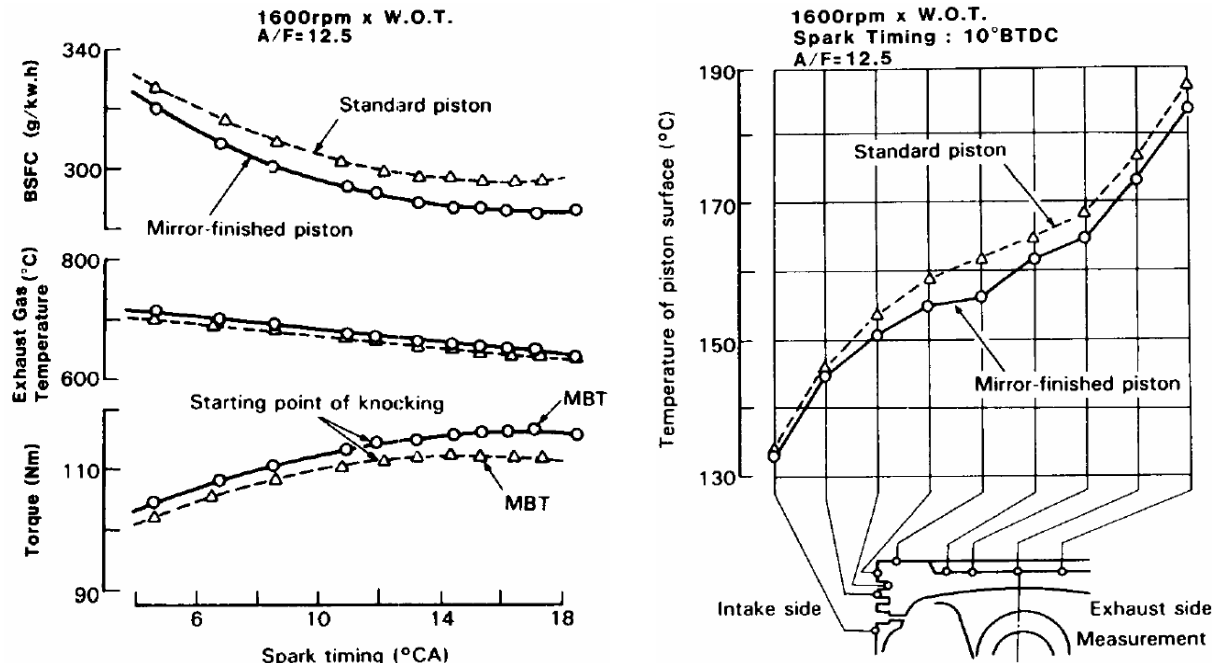 1600rpm x W.O.T.
A/F=12.5
340
300
BSFC (g/kw.h)
Standard piston
Mirror-finished piston
800
600
Exhaust Gas (°C)
Temperature
Starting point of knocking
MBT
MBT
110
90
Torque (Nm)
6
10
14
18
Spark timing (°CA)
1600rpm x W.O.T.
Spark Timing : 10°BTDC
A/F=12.5
190
170
150
130
Temperature of piston surface (°C)
Standard piston
Mirror-finished piston
Intake side
Exhaust side
Measurement